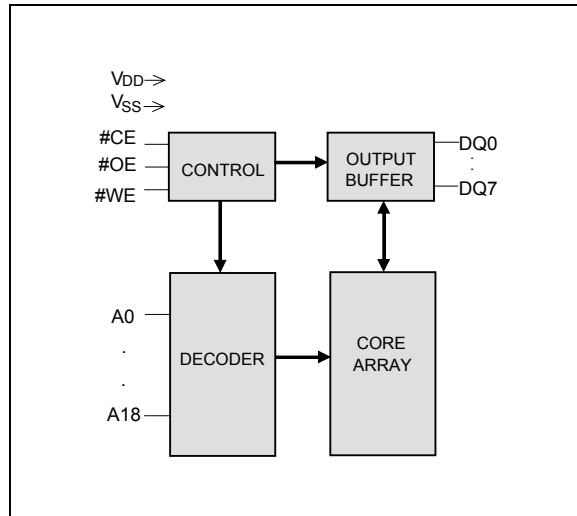 VDD
VSS
#CE
#OE
#WE
CONTROL
OUTPUT
BUFFER
DQ0
:
DQ7
A0
.
.
A18
DECODER
CORE
ARRAY